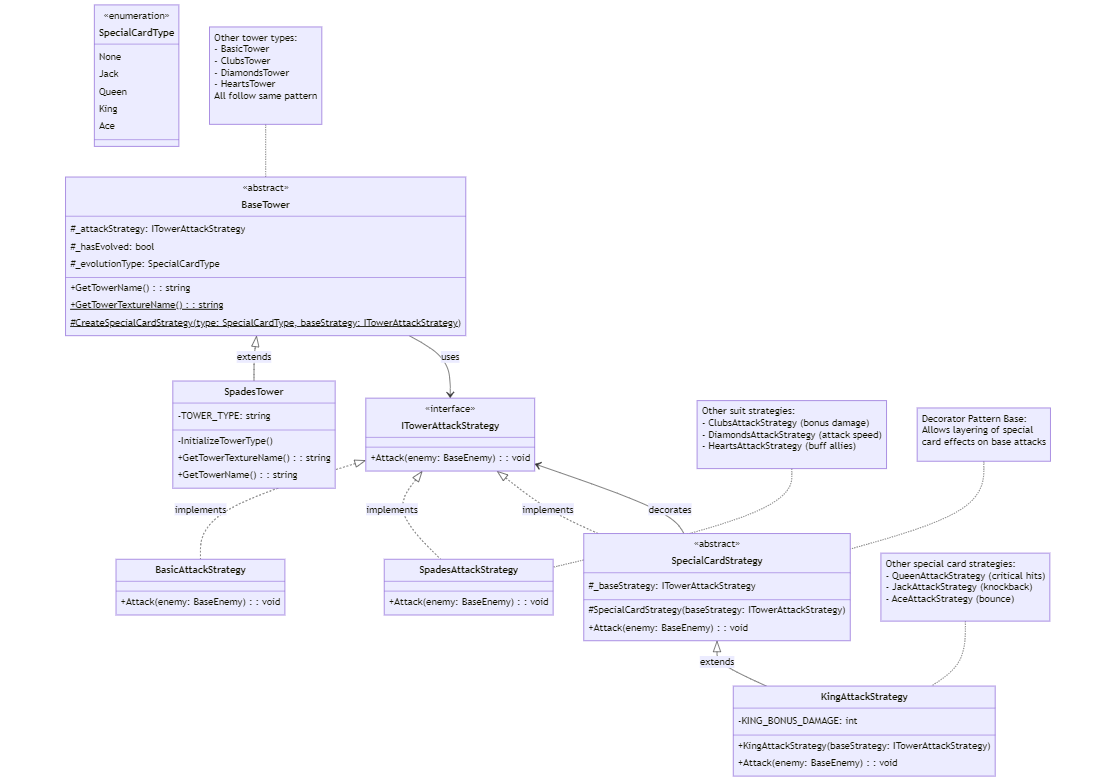 «enumeration»
SpecialCardType
None
Jack
Queen
King
Ace
Other tower types:
- BasicTower
- ClubsTower
- DiamondsTower
- HeartsTower
All follow same pattern
«abstract»
BaseTower
#_attackStrategy: ITowerAttackStrategy
#_hasEvolved: bool
#_evolutionType: SpecialCardType
+GetTowerName() : : string
+GetTowerTextureName() : : string
#CreateSpecialCardStrategy(type: SpecialCardType, baseStrategy: ITowerAttackStrategy)
extends
uses
SpadesTower
-TOWER_TYPE: string
-InitializeTowerType()
+GetTowerTextureName() : : string
+GetTowerName() : : string
«interface»
ITowerAttackStrategy
+Attack(enemy: BaseEnemy) : : void
Other suit strategies:
- ClubsAttackStrategy (bonus damage)
- DiamondsAttackStrategy (attack speed)
- HeartsAttackStrategy (buff allies)
Decorator Pattern Base:
Allows layering of special
card effects on base attacks
implements
implements
implements
decorates
BasicAttackStrategy
+Attack(enemy: BaseEnemy) : : void
SpadesAttackStrategy
+Attack(enemy: BaseEnemy) : : void
«abstract»
SpecialCardStrategy
#_baseStrategy: ITowerAttackStrategy
#SpecialCardStrategy(baseStrategy: ITowerAttackStrategy)
+Attack(enemy: BaseEnemy) : : void
Other special card strategies:
- QueenAttackStrategy (critical hits)
- JackAttackStrategy (knockback)
- AceAttackStrategy (bounce)
extends
KingAttackStrategy
-KING_BONUS_DAMAGE: int
+KingAttackStrategy(baseStrategy: ITowerAttackStrategy)
+Attack(enemy: BaseEnemy) : : void